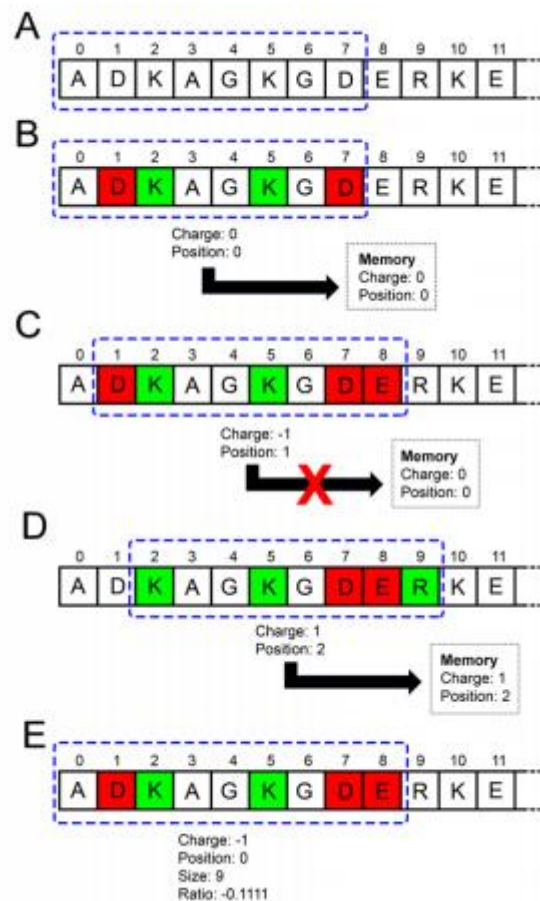 A
0 1 2 3 4 5 6 7 8 9 10 11
A D K A G K G D E R K E
B
0 1 2 3 4 5 6 7 8 9 10 11
A D K A G K G D E R K E
Charge: 0
Position: 0
Memory
Charge: 0
Position: 0
C
0 1 2 3 4 5 6 7 8 9 10 11
A D K A G K G D E R K E
Charge: -1
Position: 1
Memory
Charge: 0
Position: 0
D
0 1 2 3 4 5 6 7 8 9 10 11
A D K A G K G D E R K E
Charge: 1
Position: 2
Memory
Charge: 1
Position: 2
E
0 1 2 3 4 5 6 7 8 9 10 11
A D K A G K G D E R K E
Charge: -1
Position: 0
Size: 9
Ratio: -0.1111